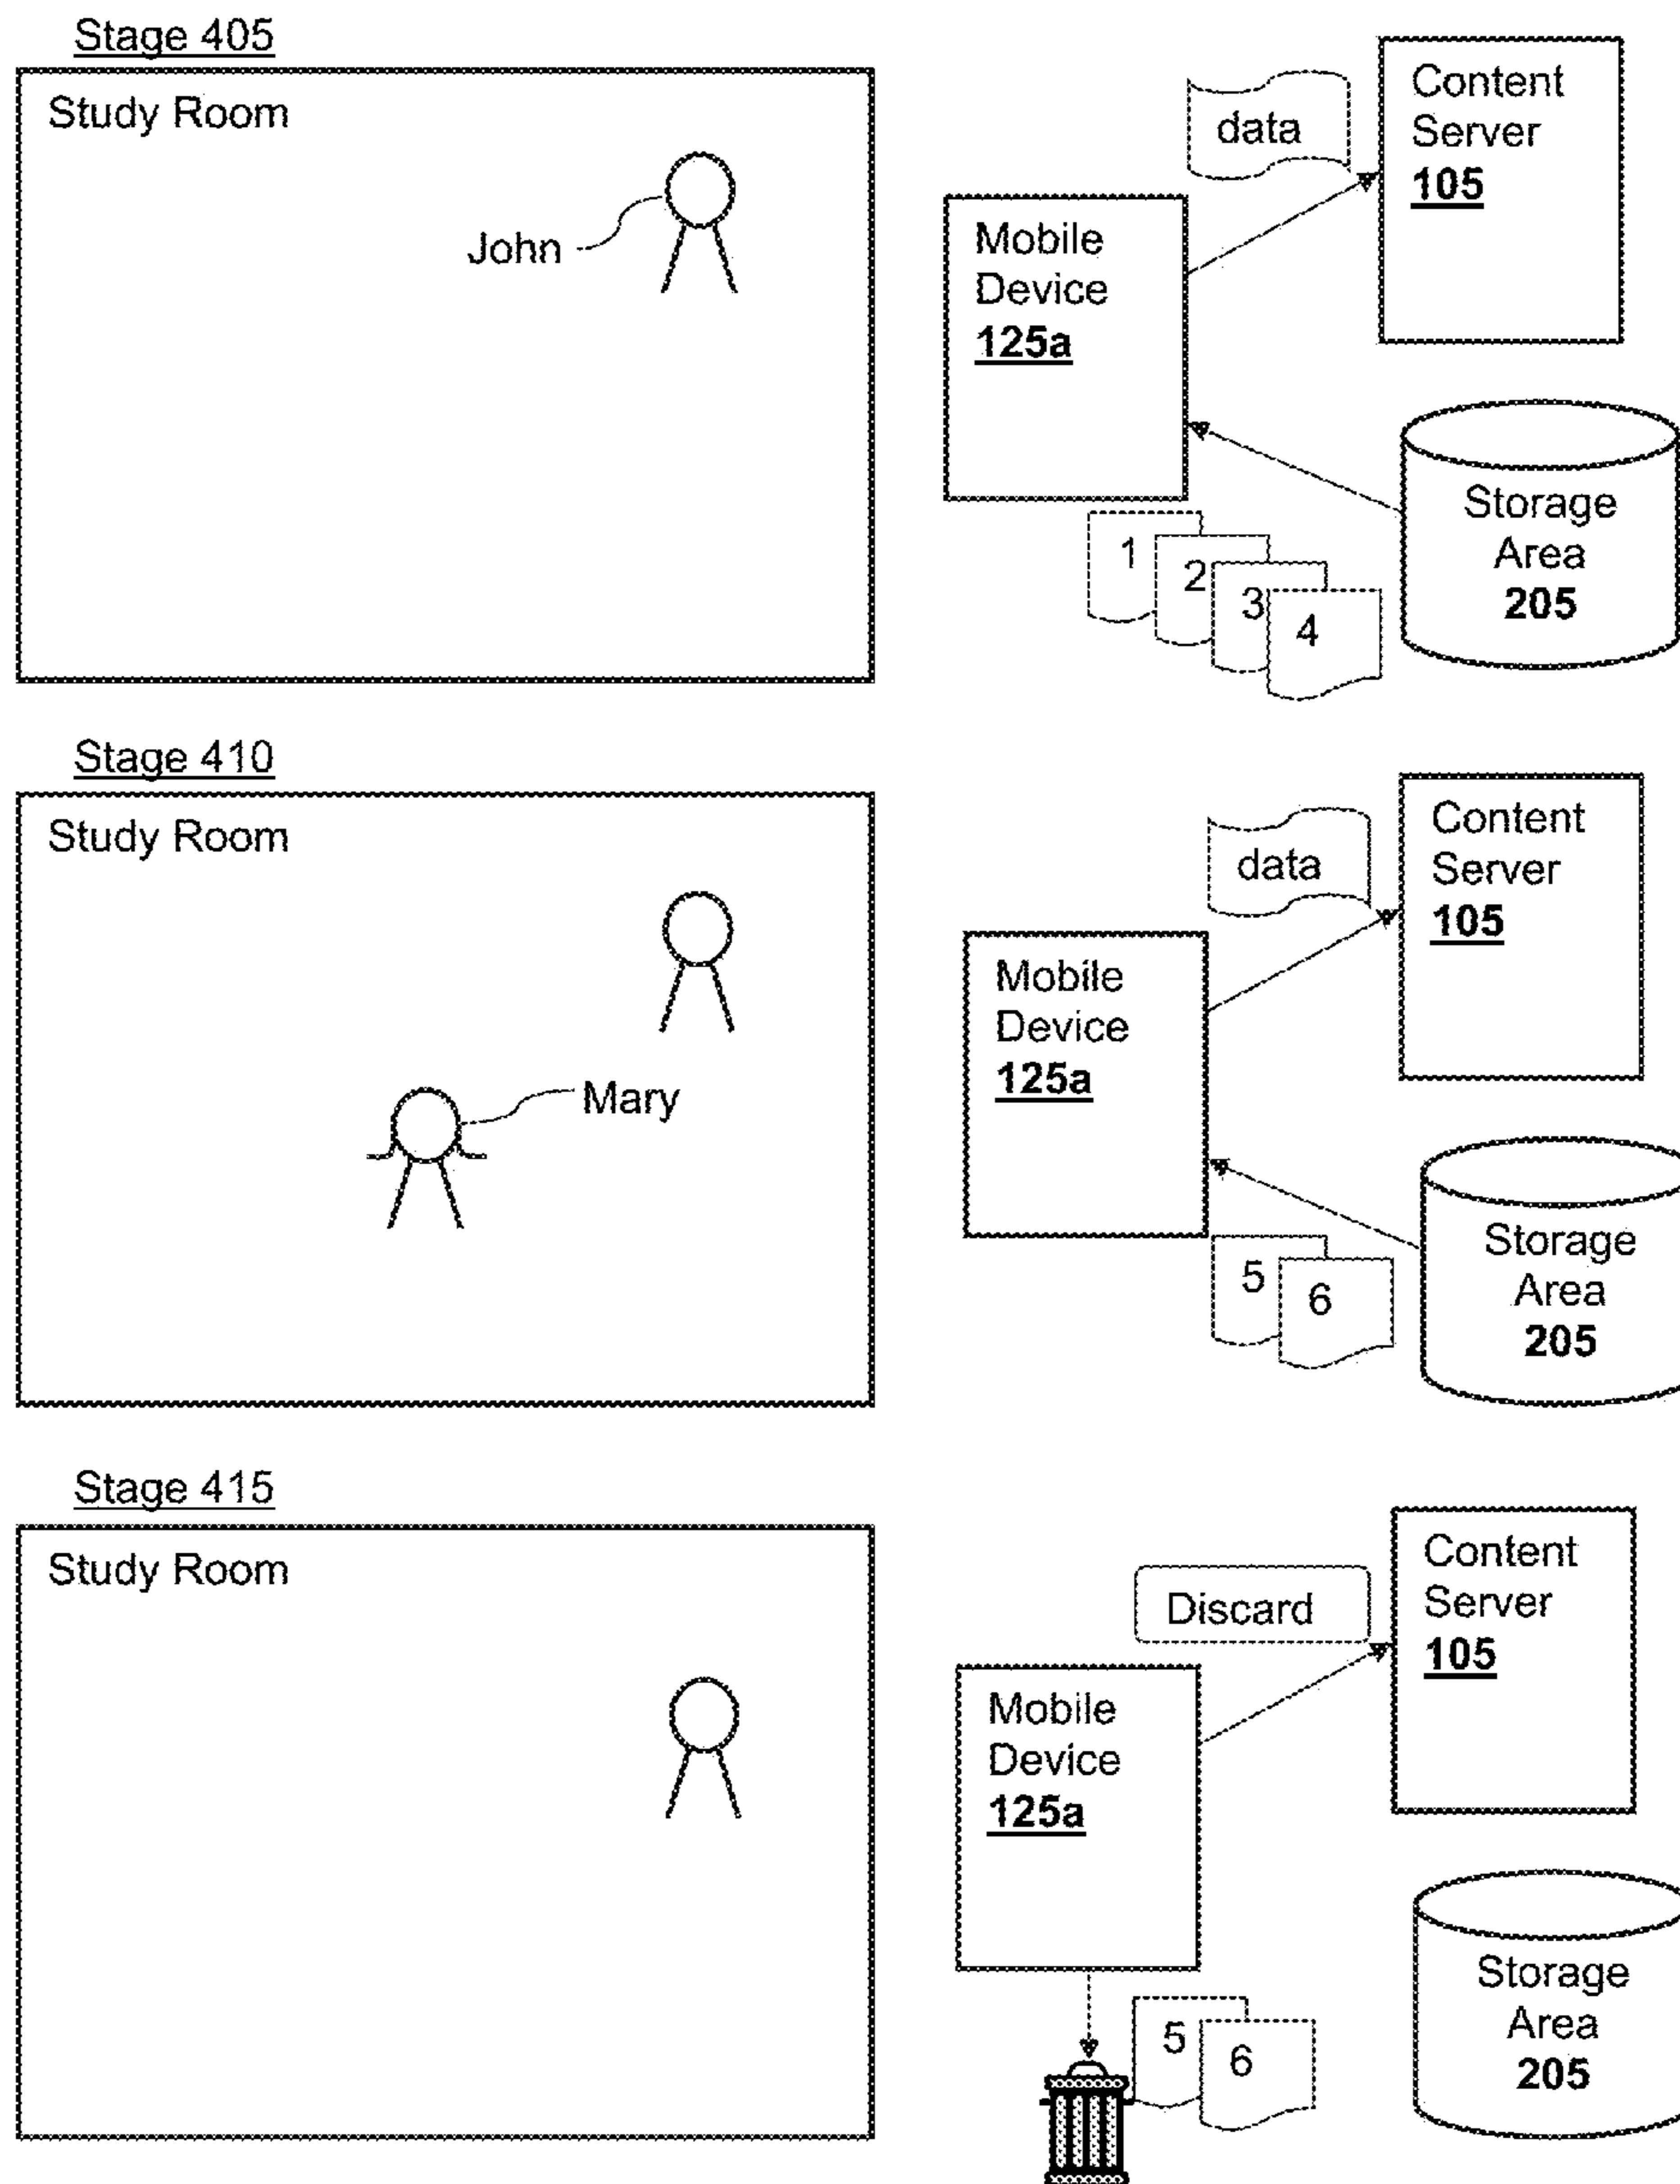 Stage 405
Study Room
John
data
Content
Server
105
Mobile
Device
125a
1
2
3
4
Storage
Area
205
Stage 410
Study Room
Mary
data
Content
Server
105
Mobile
Device
125a
5
6
Storage
Area
205
Stage 415
Study Room
Discard
Content
Server
105
Mobile
Device
125a
5
6
Storage
Area
205